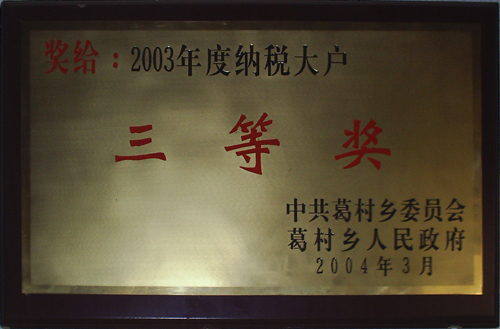 奖给：2003年度纳税大户
三等奖
中共葛村乡委员会
葛村乡人民政府
2004年3月